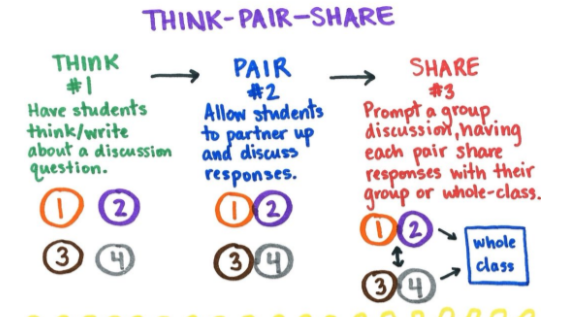 THINK-PAIR-SHARE
THINK
#1
Have students
think/write
about a discussion
question.
1 2
3 4
PAIR
#2
Allow students
to partner up
and discuss
responses.
1 2
3 4
SHARE
#3
Prompt a group
discussion, having
each pair share
responses with their
group or whole-class.
1 2
3 4
whole
class